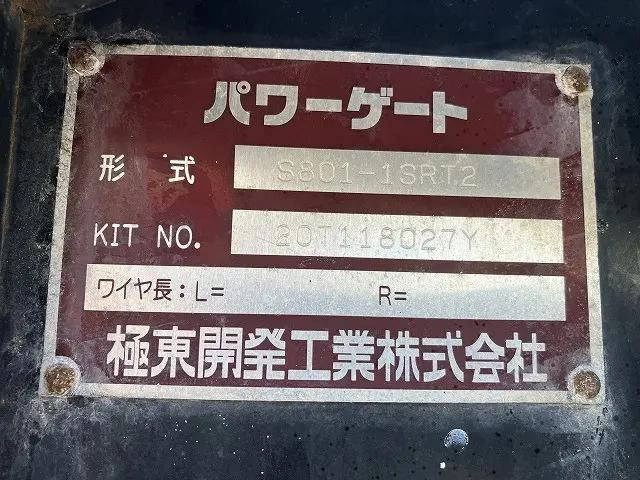 パワーゲート
形式 S801-1SRT2
KIT NO. 20T118027Y
ワイヤ長:L= R=
極東開発工業株式会社